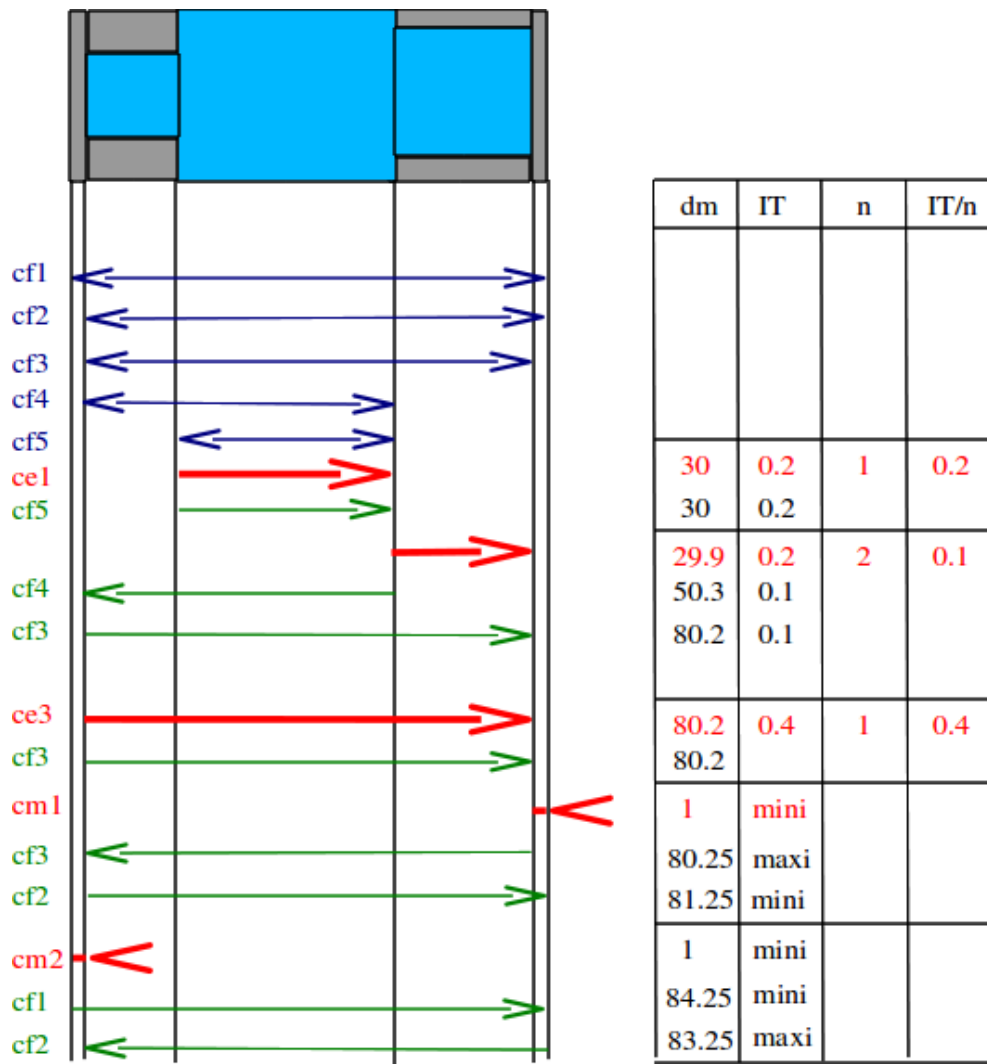 dm IT n IT/n
cf1
cf2
cf3
cf4
cf5
ce1 30 0.2 1 0.2
cf5 30 0.2
29.9 0.2 2 0.1
cf4 50.3 0.1
cf3 80.2 0.1
ce3 80.2 0.4 1 0.4
cf3 80.2
cm1 1 mini
cf3 80.25 maxi
cf2 81.25 mini
cm2 1 mini
cf1 84.25 mini
cf2 83.25 maxi